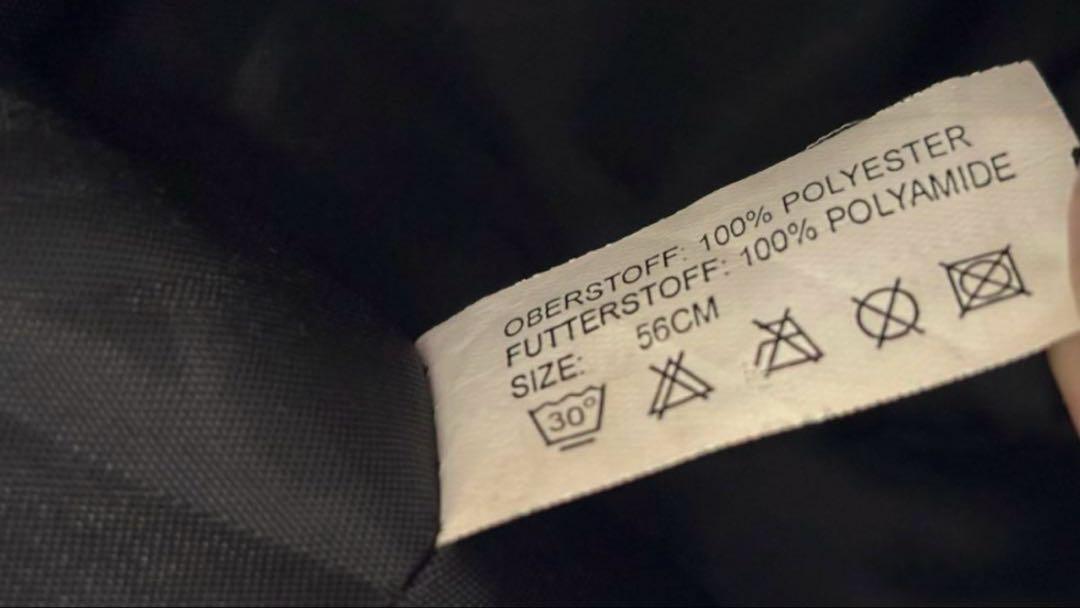 OBERSTOFF: 100% POLYESTER
FUTTERSTOFF: 100% POLYAMIDE
SIZE: 56CM
30°